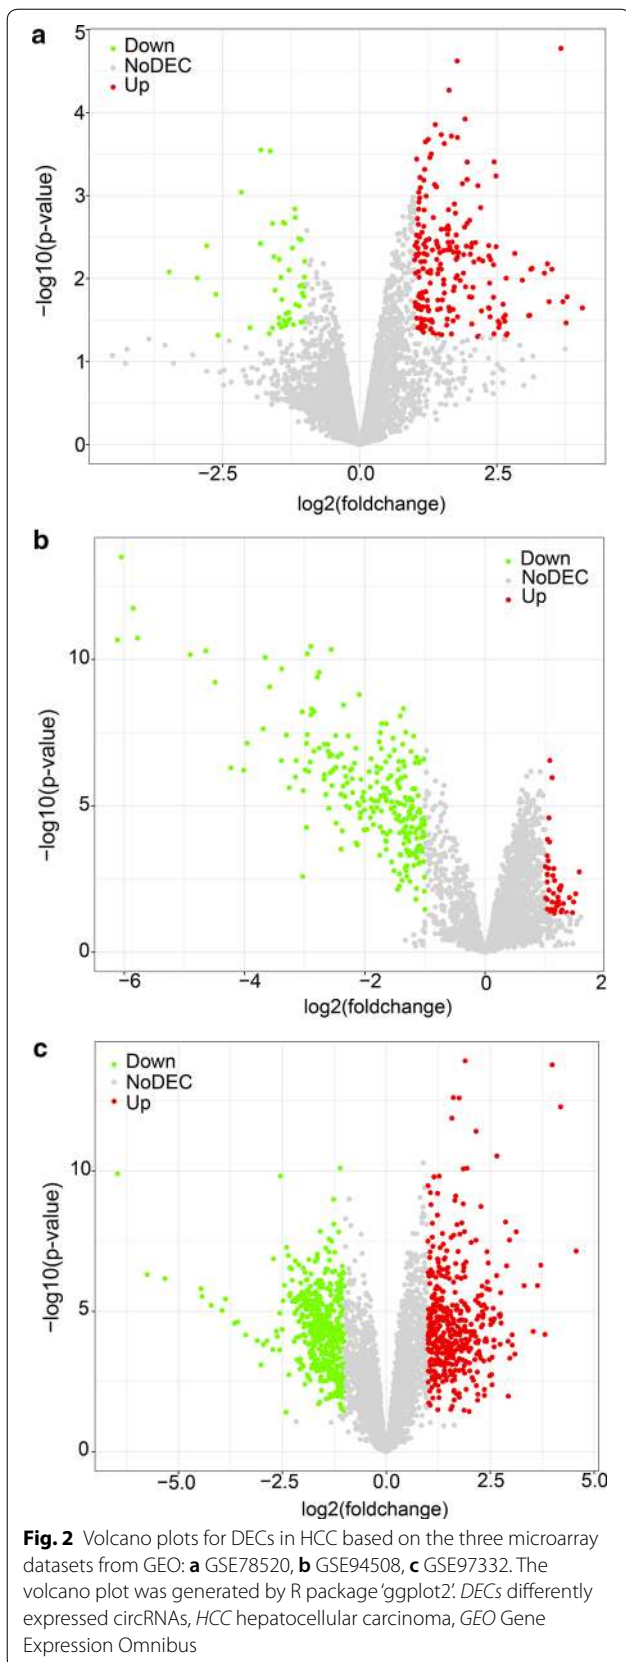 a
Down
NoDEC
Up
5
4
3
2
1
0
−log10(p-value)
−2.5
0.0
2.5
log2(foldchange)
b
Down
NoDEC
Up
10
5
0
−log10(p-value)
−6
−4
−2
0
2
log2(foldchange)
c
Down
NoDEC
Up
10
5
0
−log10(p-value)
−5.0
−2.5
0.0
2.5
5.0
log2(foldchange)
Fig. 2 Volcano plots for DECs in HCC based on the three microarray
datasets from GEO: a GSE78520, b GSE94508, c GSE97332. The
volcano plot was generated by R package 'ggplot2'. DECs differently
expressed circRNAs, HCC hepatocellular carcinoma, GEO Gene
Expression Omnibus